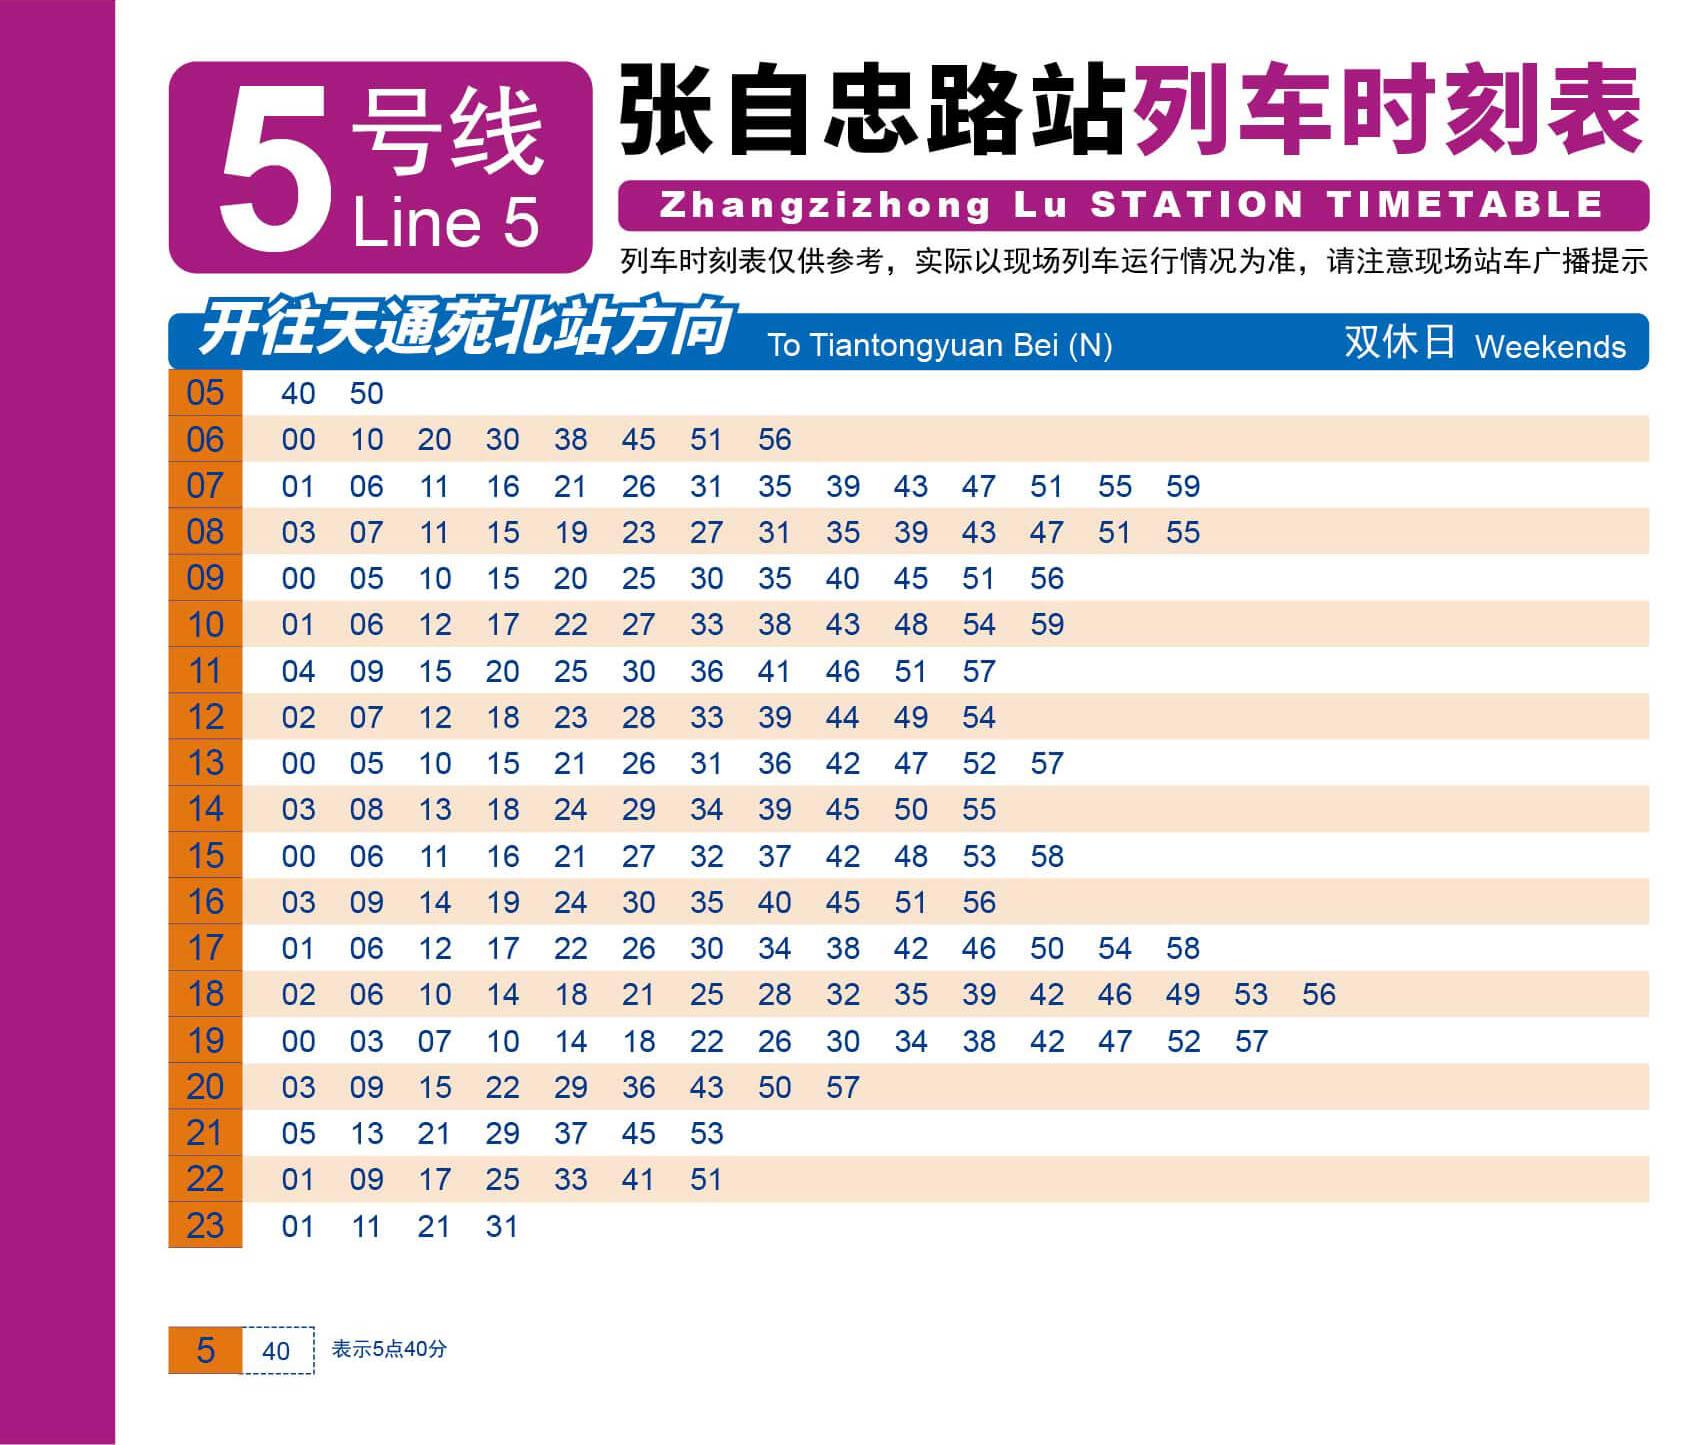 5号线
Line 5
张自忠路站列车时刻表
Zhangzizhong Lu STATION TIMETABLE
列车时刻表仅供参考，实际以现场列车运行情况为准，请注意现场站车广播提示
开往天通苑北站方向 To Tiantongyuan Bei (N) 双休日 Weekends
05 40 50
06 00 10 20 30 38 45 51 56
07 01 06 11 16 21 26 31 35 39 43 47 51 55 59
08 03 07 11 15 19 23 27 31 35 39 43 47 51 55
09 00 05 10 15 20 25 30 35 40 45 51 56
10 01 06 12 17 22 27 33 38 43 48 54 59
11 04 09 15 20 25 30 36 41 46 51 57
12 02 07 12 18 23 28 33 39 44 49 54
13 00 05 10 15 21 26 31 36 42 47 52 57
14 03 08 13 18 24 29 34 39 45 50 55
15 00 06 11 16 21 27 32 37 42 48 53 58
16 03 09 14 19 24 30 35 40 45 51 56
17 01 06 12 17 22 26 30 34 38 42 46 50 54 58
18 02 06 10 14 18 21 25 28 32 35 39 42 46 49 53 56
19 00 03 07 10 14 18 22 26 30 34 38 42 47 52 57
20 03 09 15 22 29 36 43 50 57
21 05 13 21 29 37 45 53
22 01 09 17 25 33 41 51
23 01 11 21 31
5 40 表示5点40分